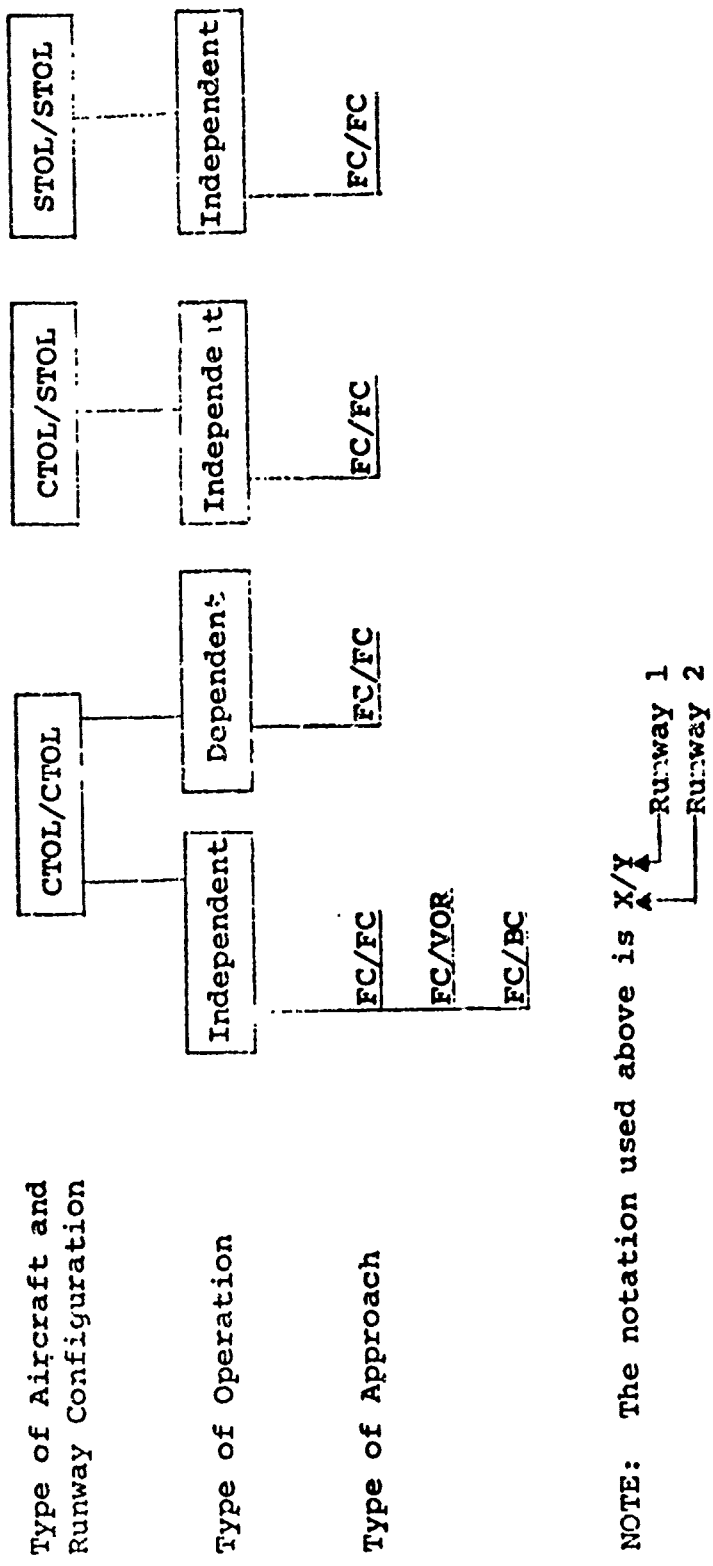 Type of Aircraft and
Runway Configuration
CTOL/CTOL
CTOL/STOL
STOL/STOL
Type of Operation
Independent
Dependent
Independent
Independent
Type of Approach
FC/FC
FC/FC
FC/FC
FC/FC
FC/VOR
FC/BC
NOTE: The notation used above is X/Y
Runway 1
Runway 2